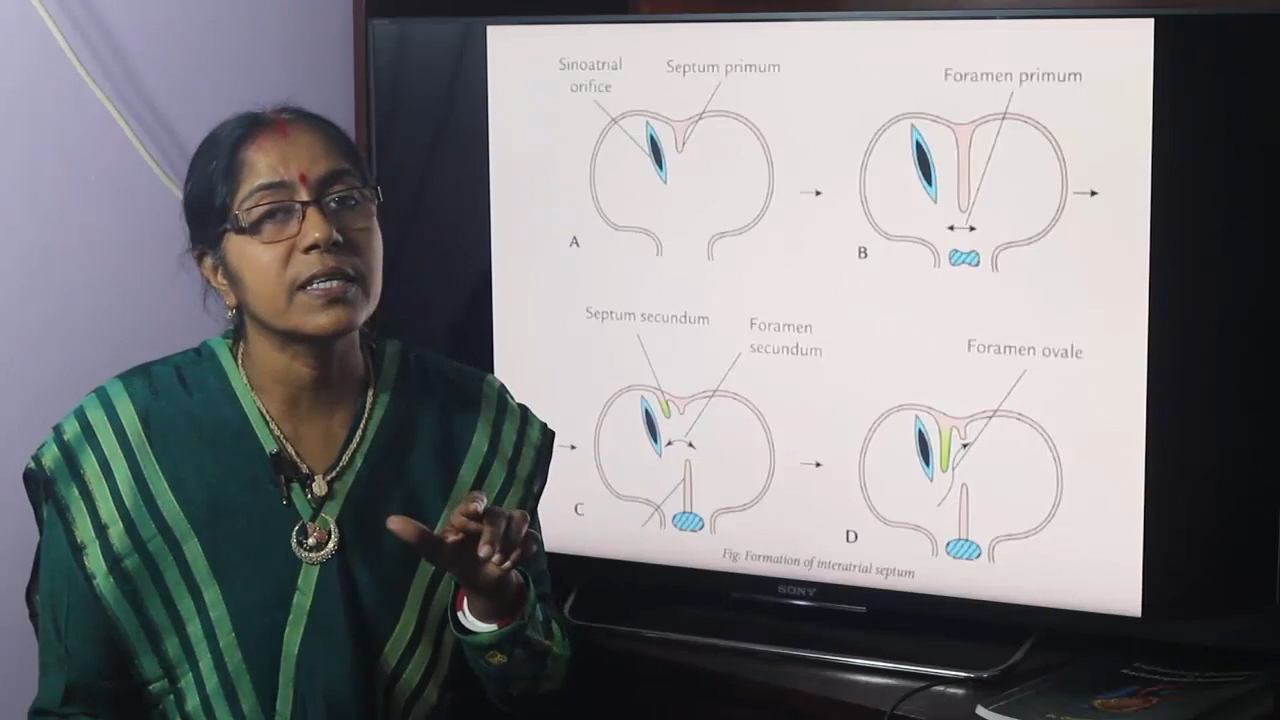 Sinoatrial
orifice
Septum primum
Foramen primum
A
B
Septum secundum
Foramen
secundum
Foramen ovale
C
D
Fig: Formation of interatrial septum
SONY